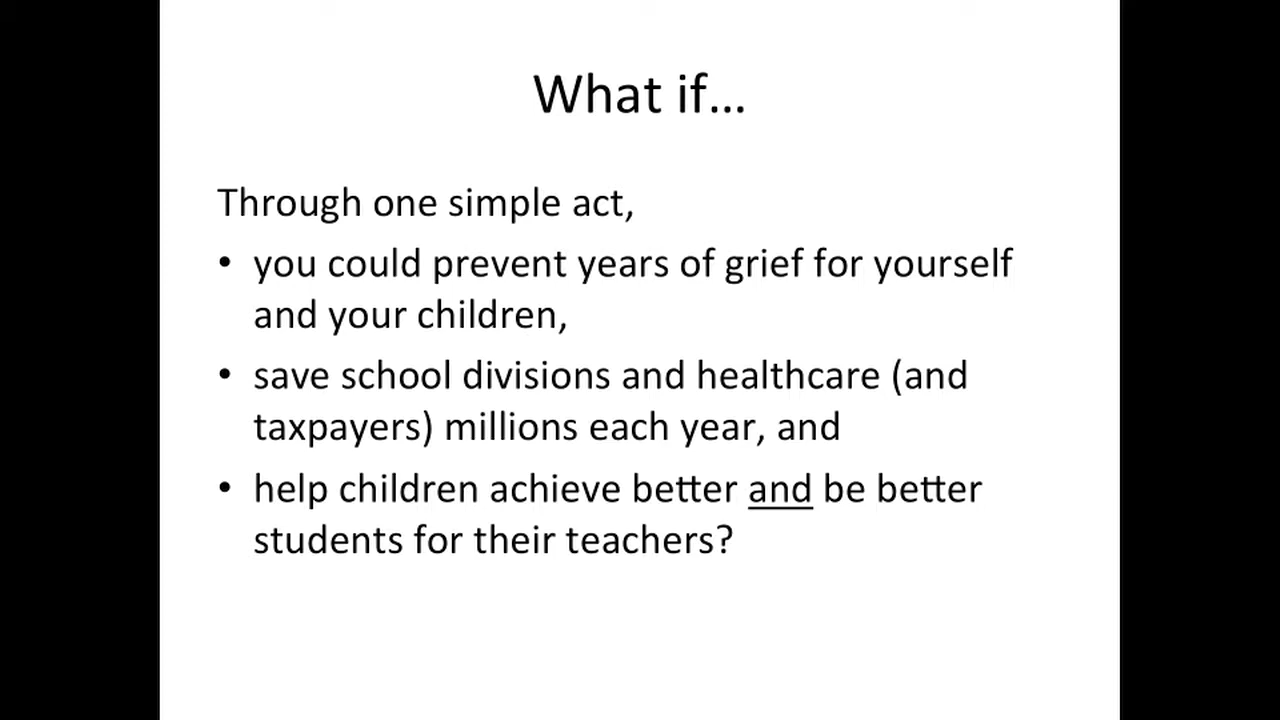 What if...
Through one simple act,
• you could prevent years of grief for yourself
and your children,
• save school divisions and healthcare (and
taxpayers) millions each year, and
• help children achieve better and be better
students for their teachers?